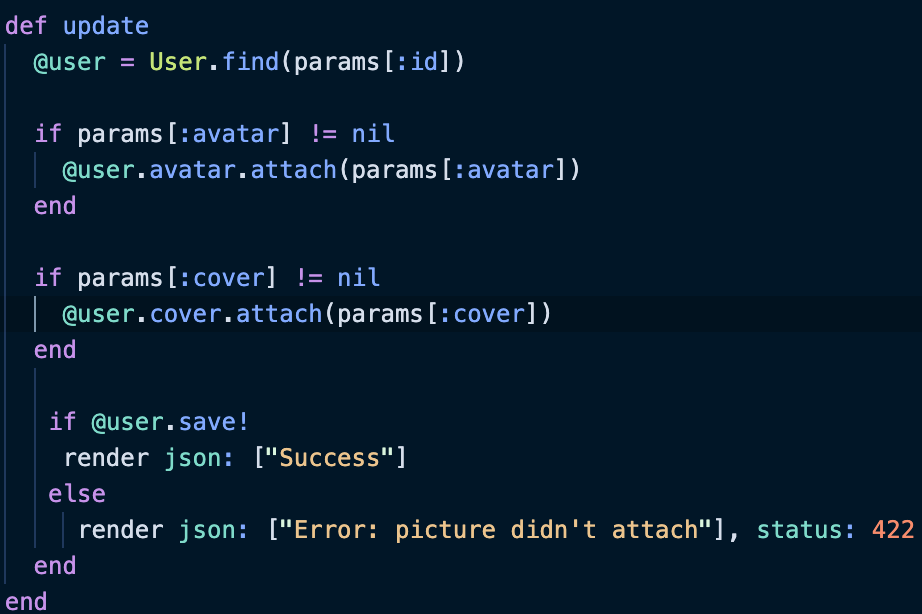 def update
  @user = User.find(params[:id])

  if params[:avatar] != nil
    @user.avatar.attach(params[:avatar])
  end

  if params[:cover] != nil
    @user.cover.attach(params[:cover])
  end

   if @user.save!
    render json: ["Success"]
   else
     render json: ["Error: picture didn't attach"], status: 422
  end
end